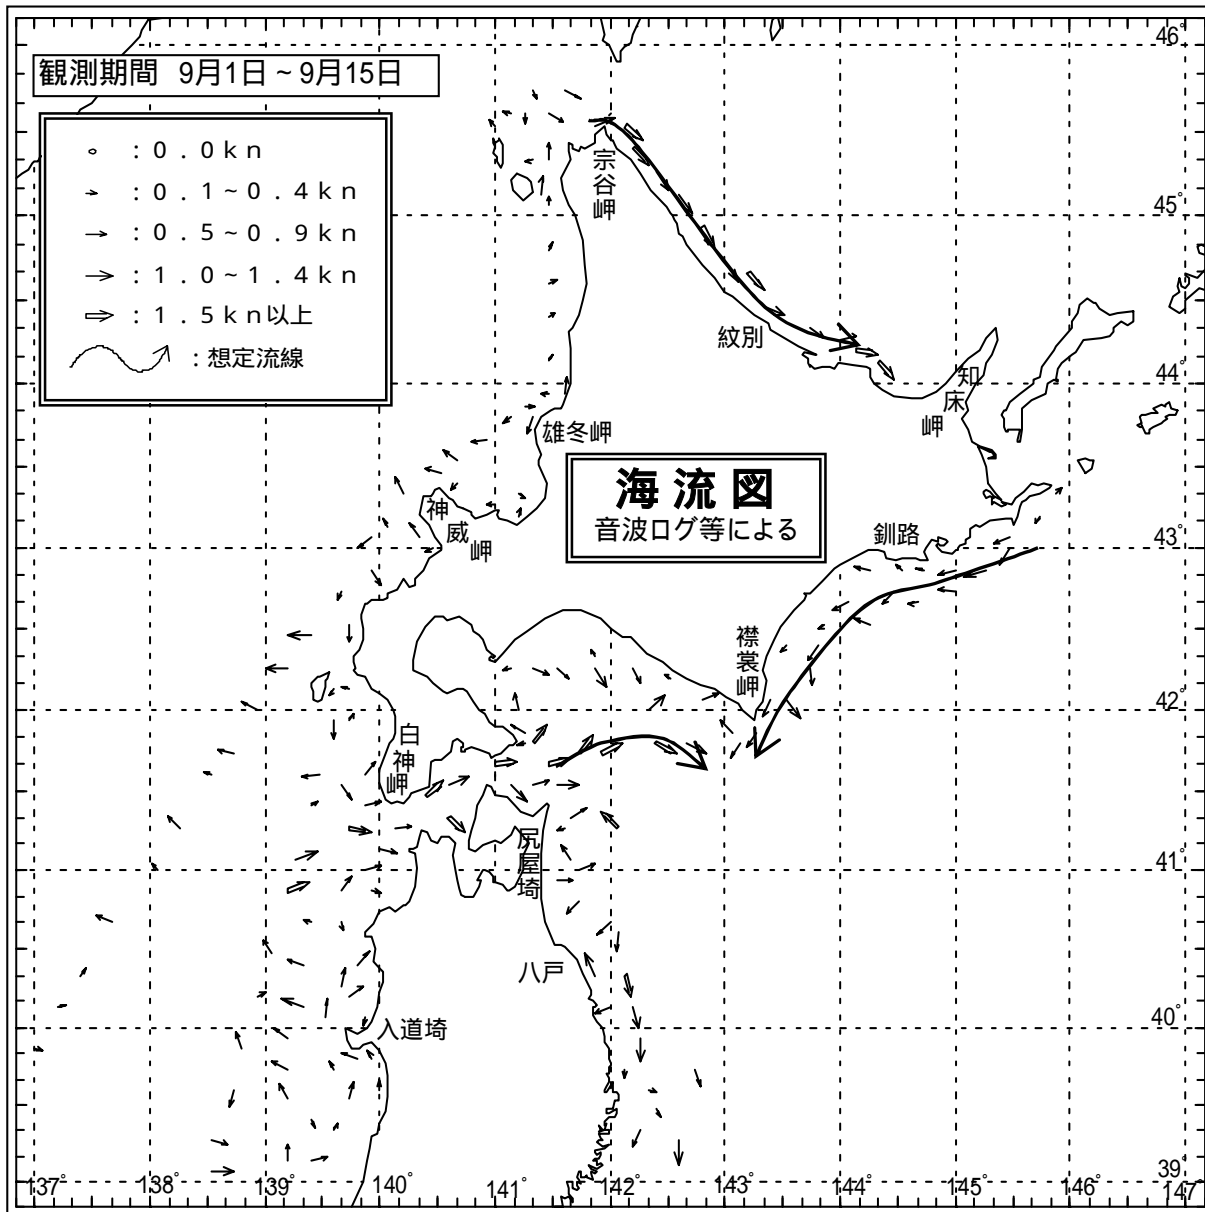 46°
観測期間 9月1日~9月15日
:0.0kn
:0.1~0.4kn
:0.5~0.9kn
:1.0~1.4kn
:1.5kn以上
:想定流線
宗谷岬
45°
紋別
44°
知床岬
雄冬岬
海流図
音波ログ等による
神威岬
釧路
43°
襟裳岬
42°
白神岬
尻屋埼
41°
八戸
入道埼
40°
39°
137°
138°
139°
140°
141°
142°
143°
144°
145°
146°
147°